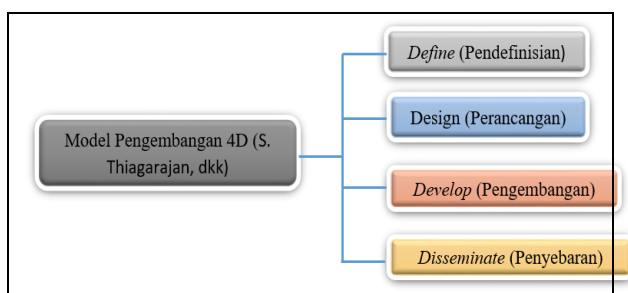 Model Pengembangan 4D (S.
Thiagarajan, dkk)
Define (Pendefinisian)
Design (Perancangan)
Develop (Pengembangan)
Disseminate (Penyebaran)